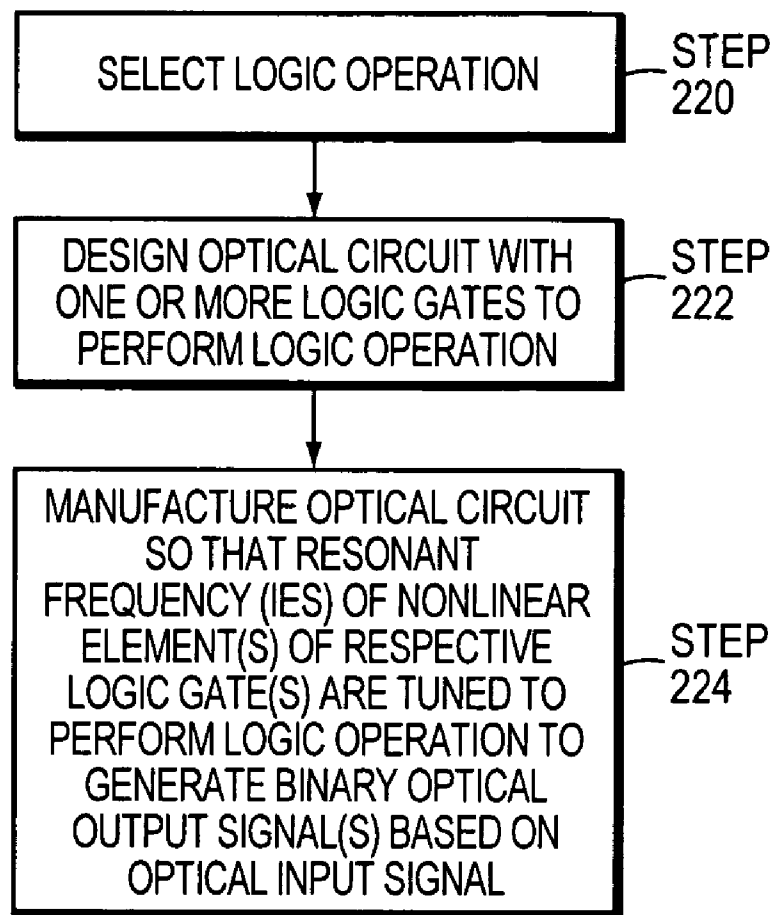 SELECT LOGIC OPERATION
STEP
220
DESIGN OPTICAL CIRCUIT WITH
ONE OR MORE LOGIC GATES TO
PERFORM LOGIC OPERATION
STEP
222
MANUFACTURE OPTICAL CIRCUIT
SO THAT RESONANT
FREQUENCY (IES) OF NONLINEAR
ELEMENT(S) OF RESPECTIVE
LOGIC GATE(S) ARE TUNED TO
PERFORM LOGIC OPERATION TO
GENERATE BINARY OPTICAL
OUTPUT SIGNAL(S) BASED ON
OPTICAL INPUT SIGNAL
STEP
224